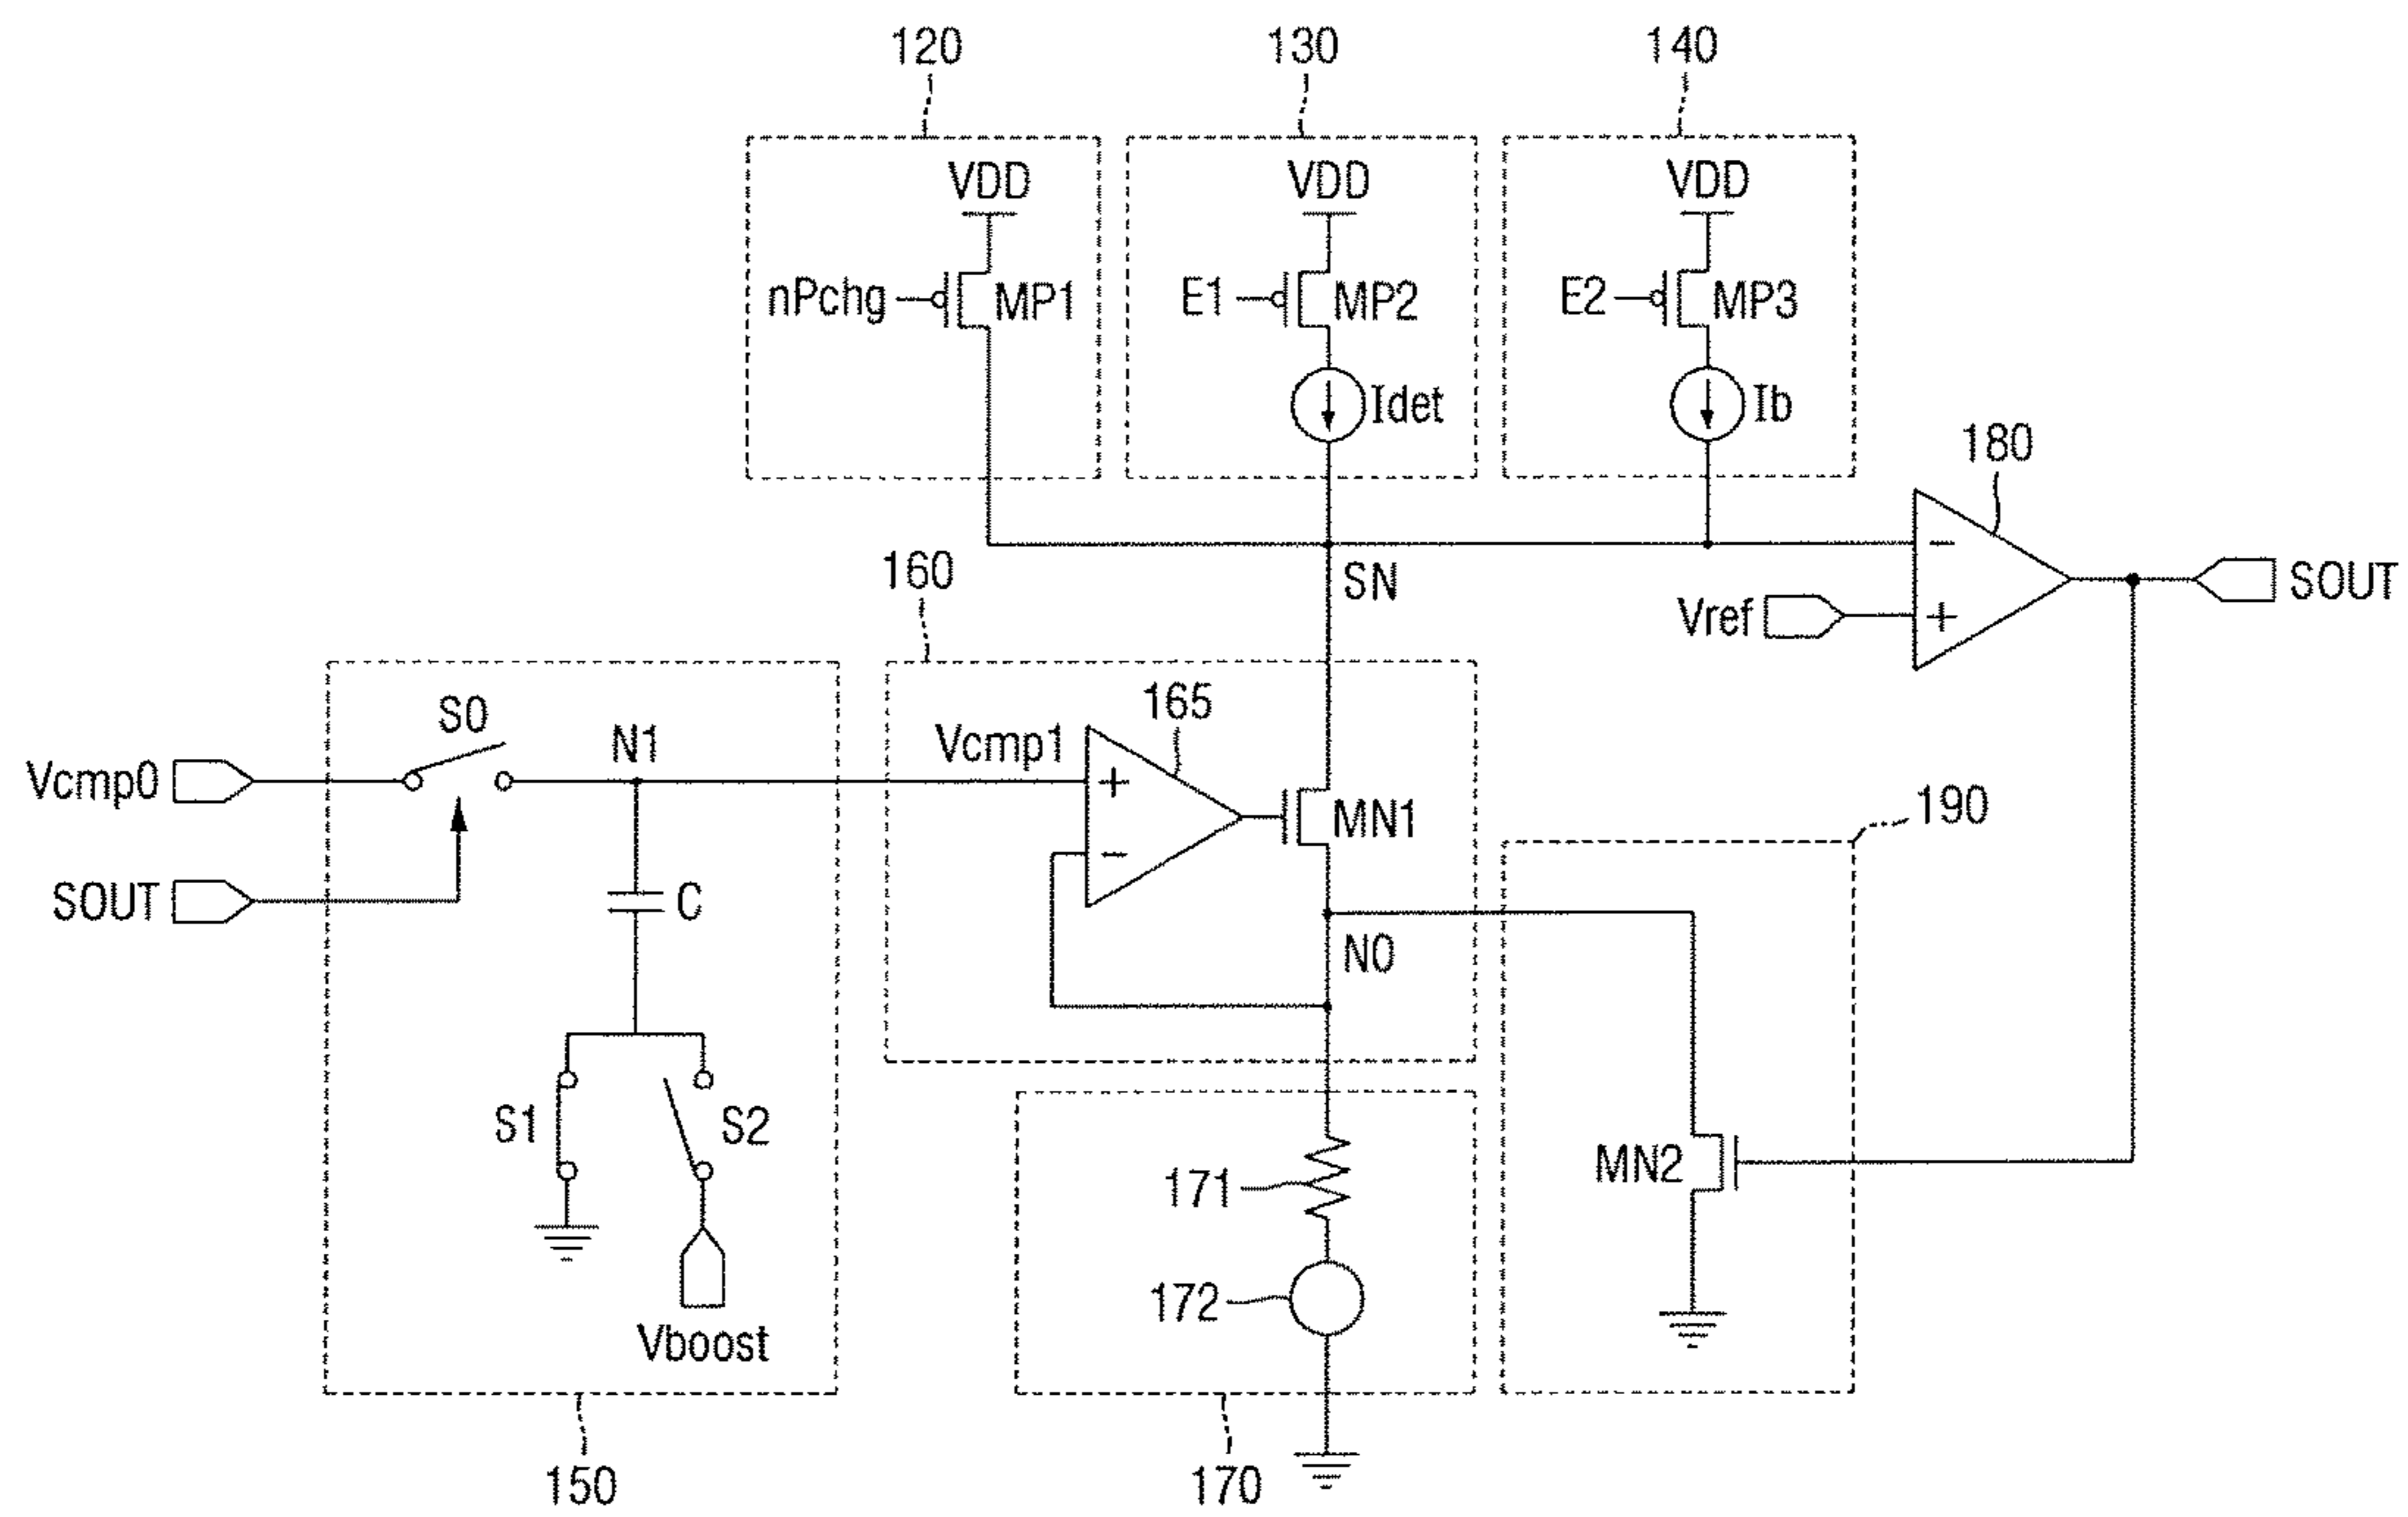 120 130 140
VDD VDD VDD
nPchg MP1 E1 MP2 E2 MP3
Idet Ib
180
−
SN
SOUT
Vref +
160
S0 N1 Vcmp1 165
Vcmp0 + MN1 190
−
SOUT C
N0
S1 S2
171 MN2
172
Vboost
150 170